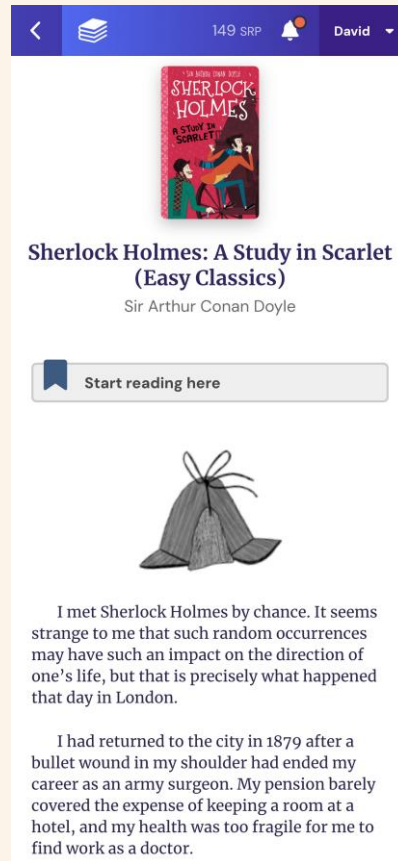 149 SRP
David
SIR ARTHUR CONAN DOYLE
SHERLOCK
HOLMES
A STUDY IN
SCARLET
Sherlock Holmes: A Study in Scarlet
(Easy Classics)
Sir Arthur Conan Doyle
Start reading here
I met Sherlock Holmes by chance. It seems
strange to me that such random occurrences
may have such an impact on the direction of
one’s life, but that is precisely what happened
that day in London.
I had returned to the city in 1879 after a
bullet wound in my shoulder had ended my
career as an army surgeon. My pension barely
covered the expense of keeping a room at a
hotel, and my health was too fragile for me to
find work as a doctor.